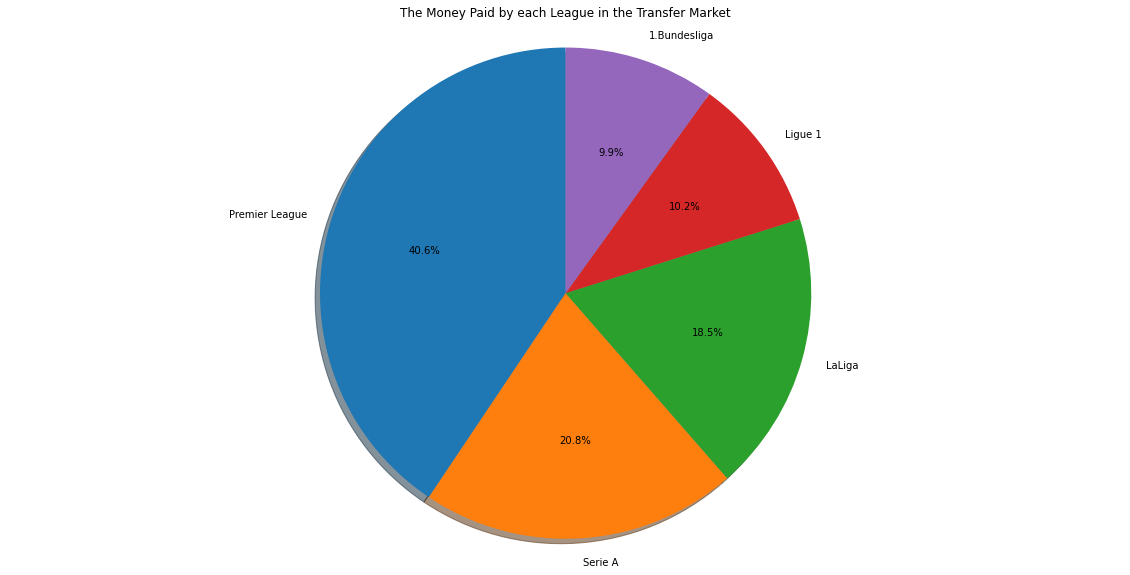 The Money Paid by each League in the Transfer Market
1.Bundesliga
Ligue 1
9.9%
10.2%
Premier League
40.6%
18.5%
LaLiga
20.8%
Serie A